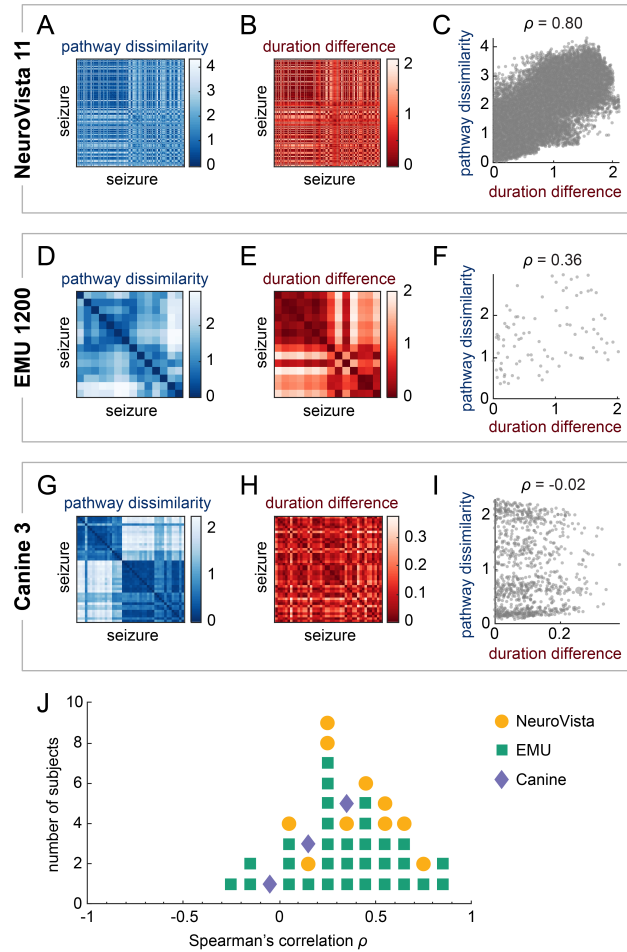 NeuroVista 11
A
pathway dissimilarity
seizure
seizure
4
3
2
1
0
B
duration difference
seizure
seizure
2
1
0
C
ρ = 0.80
pathway dissimilarity
4
3
2
1
0
0
1
2
duration difference
EMU 1200
D
pathway dissimilarity
seizure
seizure
2
1
0
E
duration difference
seizure
seizure
2
1
0
F
ρ = 0.36
pathway dissimilarity
3
2
1
0
0
1
2
duration difference
Canine 3
G
pathway dissimilarity
seizure
seizure
2
1
0
H
duration difference
seizure
seizure
0.3
0.2
0.1
0
I
ρ = -0.02
pathway dissimilarity
2
1
0
0
0.2
duration difference
J
number of subjects
10
8
6
4
2
0
-1
-0.5
0
0.5
1
Spearman's correlation ρ
NeuroVista
EMU
Canine